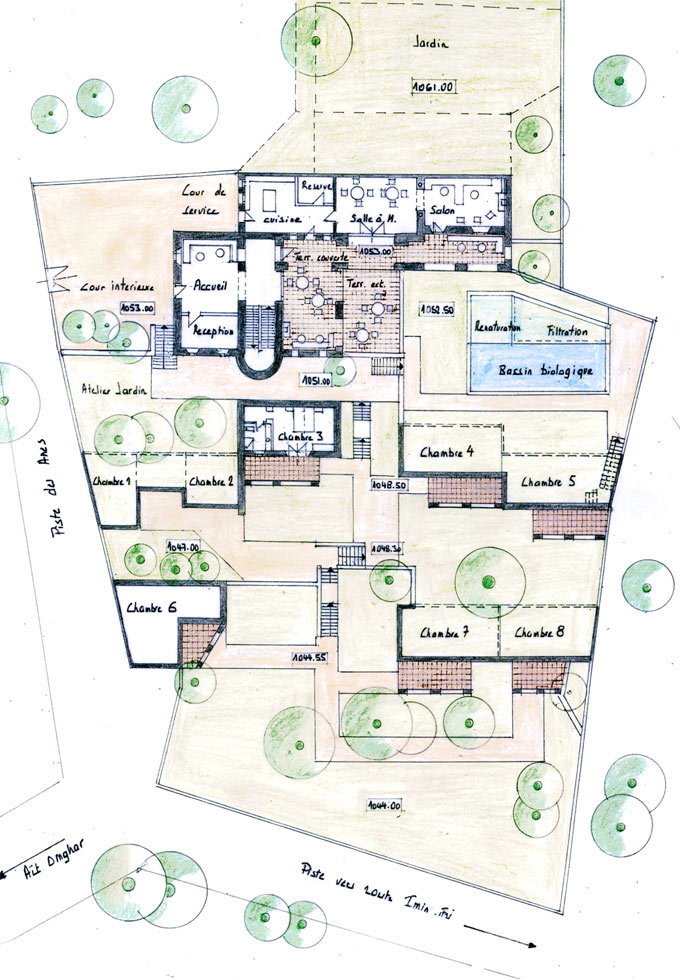 Jardin
1061.00
Cour de
service
Reserve
cuisine
Salle à M.
Salon
1053.00
Terr. couverte
Terr. ext.
Cour interieure
Accueil
1053.00
Reception
1052.50
Renaturation
Filtration
Bassin biologique
1051.00
Atelier Jardin
Chambre 3
Chambre 4
Chambre 1
Chambre 2
Chambre 5
1048.50
Piste des Anes
1047.00
1048.30
Chambre 6
Chambre 7
Chambre 8
1044.55
1044.00
Aït Omghar
Piste vers route Imin-ifri